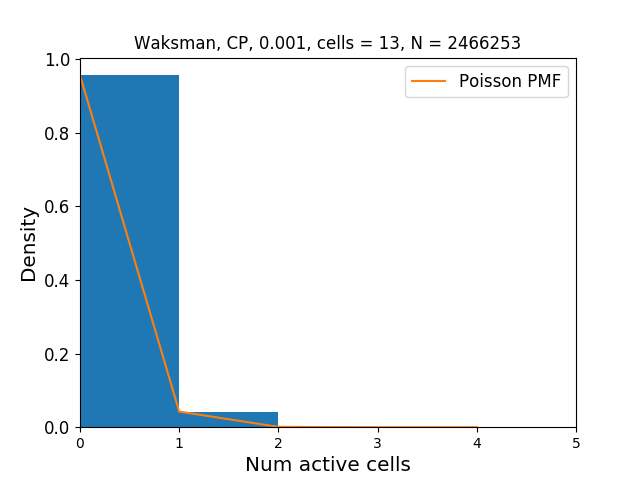 Waksman, CP, 0.001, cells = 13, N = 2466253
Poisson PMF
1.0
0.8
0.6
0.4
0.2
0.0
Density
0 1 2 3 4 5
Num active cells